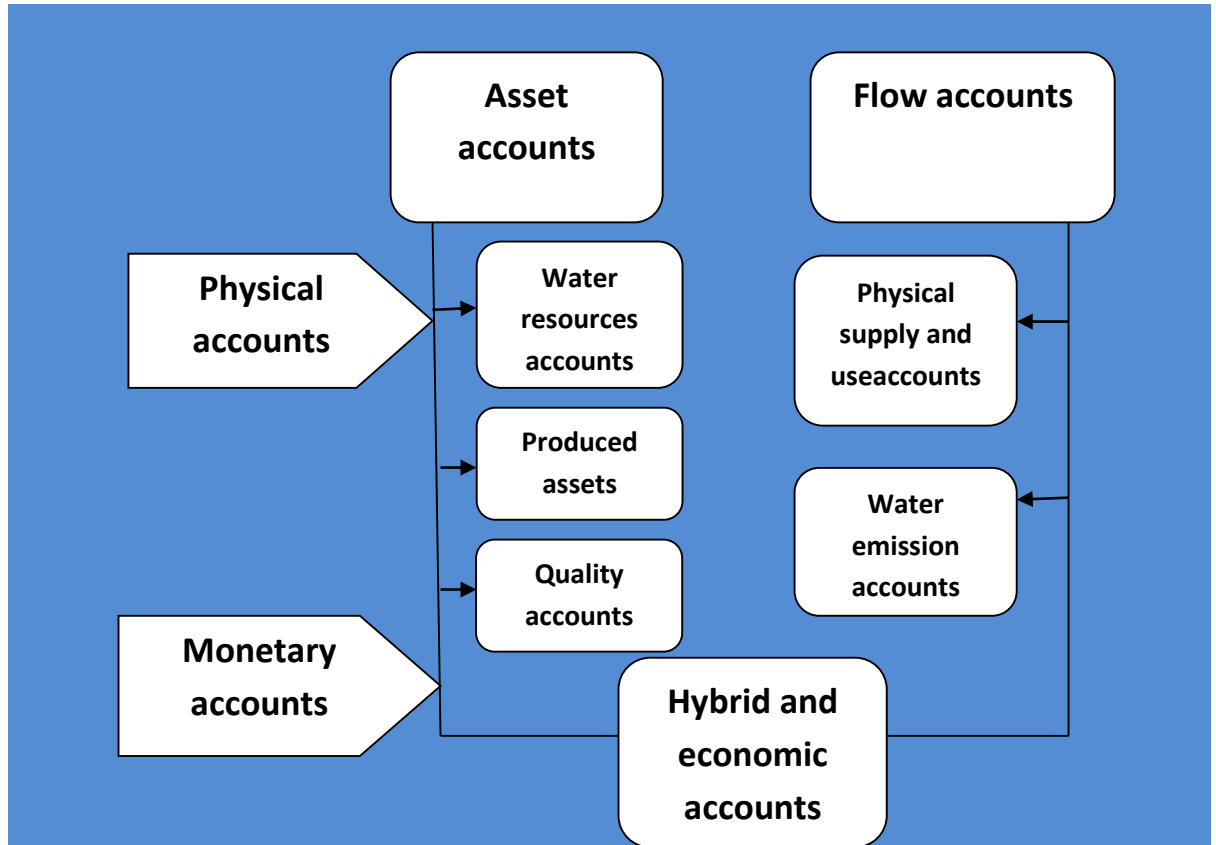 Asset
accounts
Flow accounts
Physical
accounts
Water
resources
accounts
Physical
supply and
useaccounts
Produced
assets
Water
emission
accounts
Quality
accounts
Monetary
accounts
Hybrid and
economic
accounts